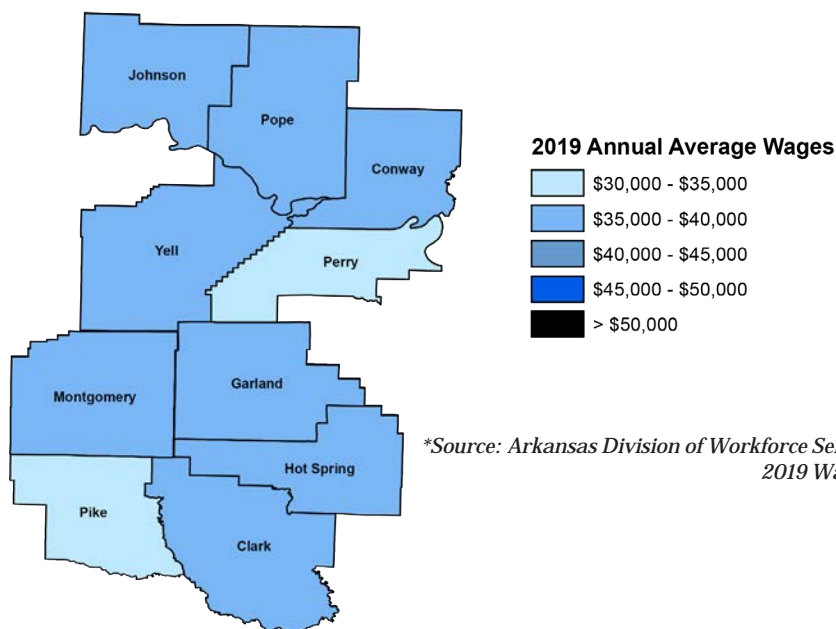 Johnson
Pope
Conway
Yell
Perry
Montgomery
Garland
Hot Spring
Pike
Clark
2019 Annual Average Wages
$30,000 - $35,000
$35,000 - $40,000
$40,000 - $45,000
$45,000 - $50,000
> $50,000
*Source: Arkansas Division of Workforce
2019